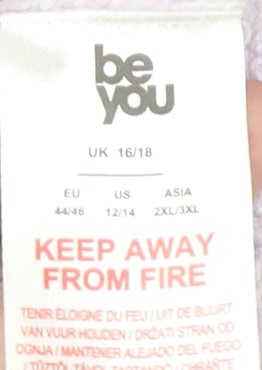 be
you
UK 16/18
EU US ASIA
44/46 12/14 2XL/3XL
KEEP AWAY
FROM FIRE
TENIR ÉLOIGNÉ DU FEU / UIT DE BUURT
VAN VUUR HOUDEN / DRŽATI STRAN OD
OGNJA / MANTENER ALEJADO DEL FUEGO